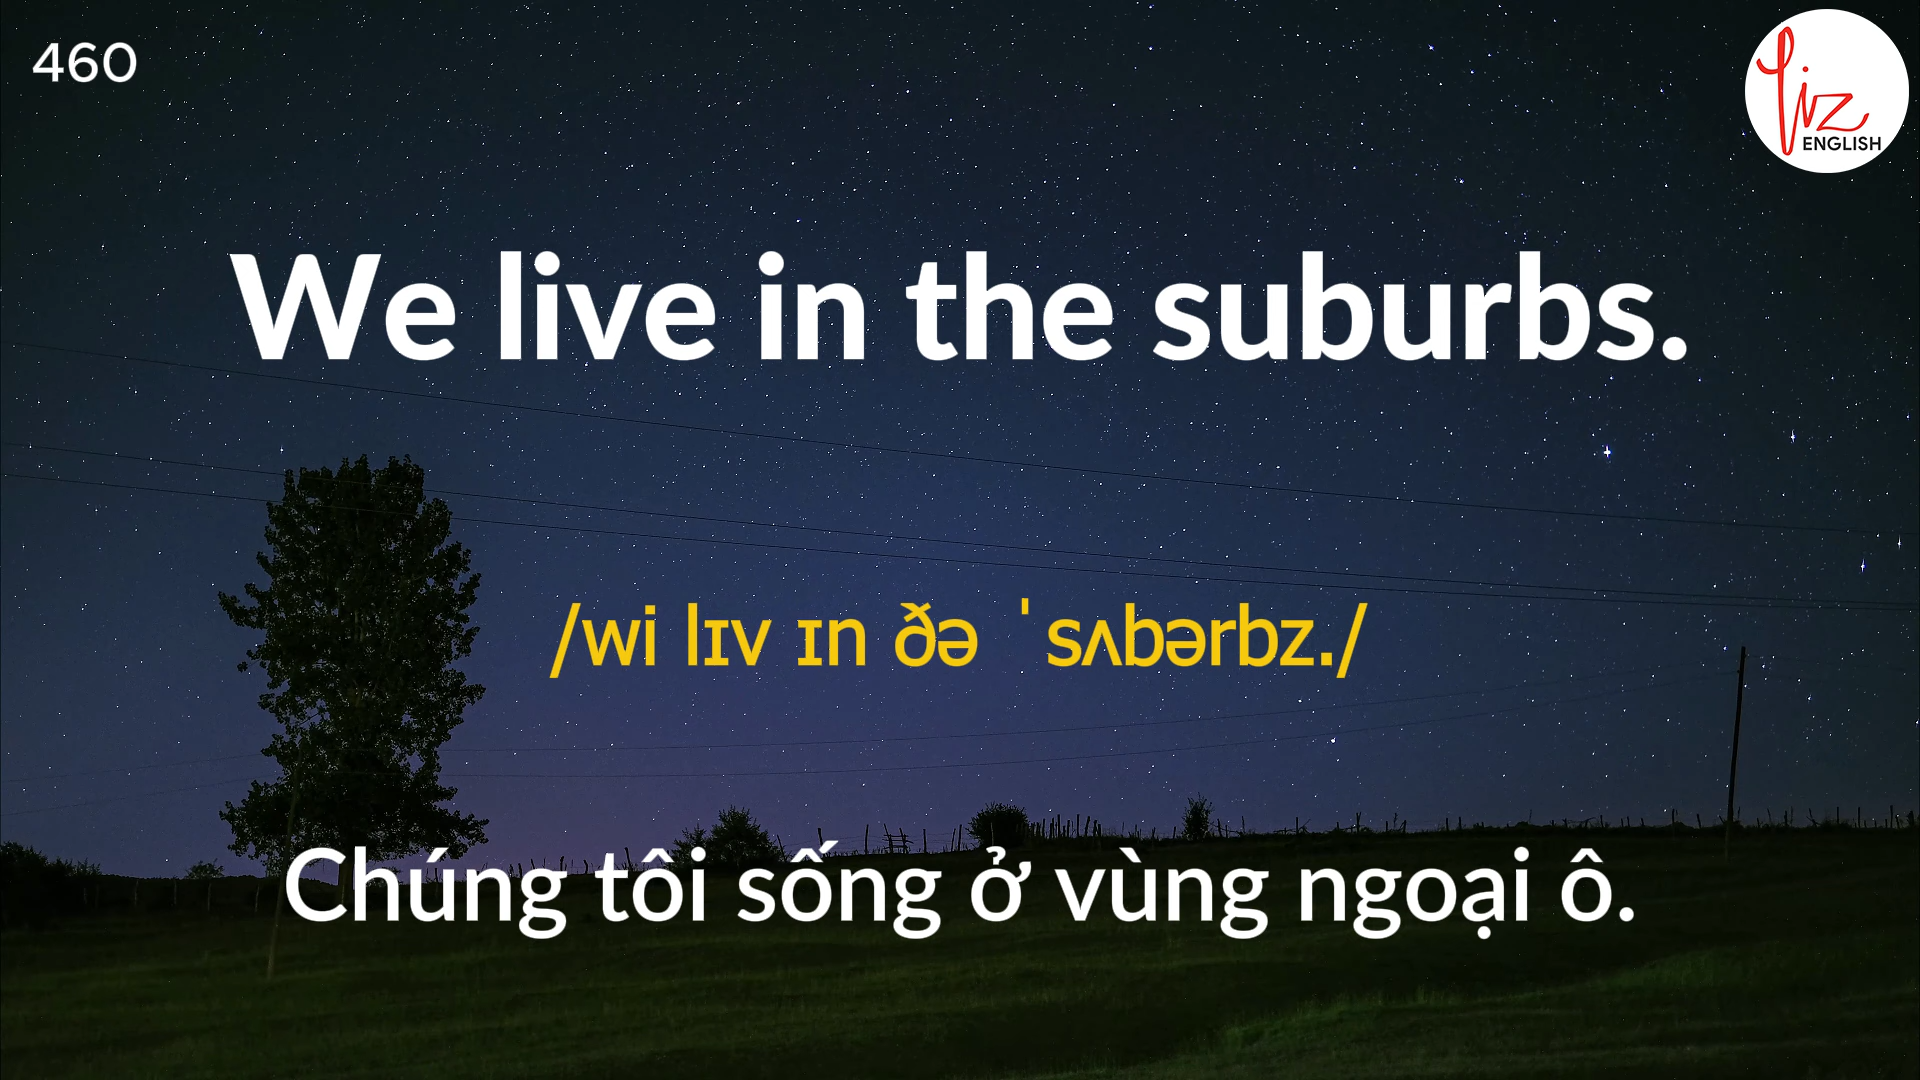 460
Liz
ENGLISH
We live in the suburbs.
/wi lɪv ɪn ðə ˈsʌbərbz./
Chúng tôi sống ở vùng ngoại ô.